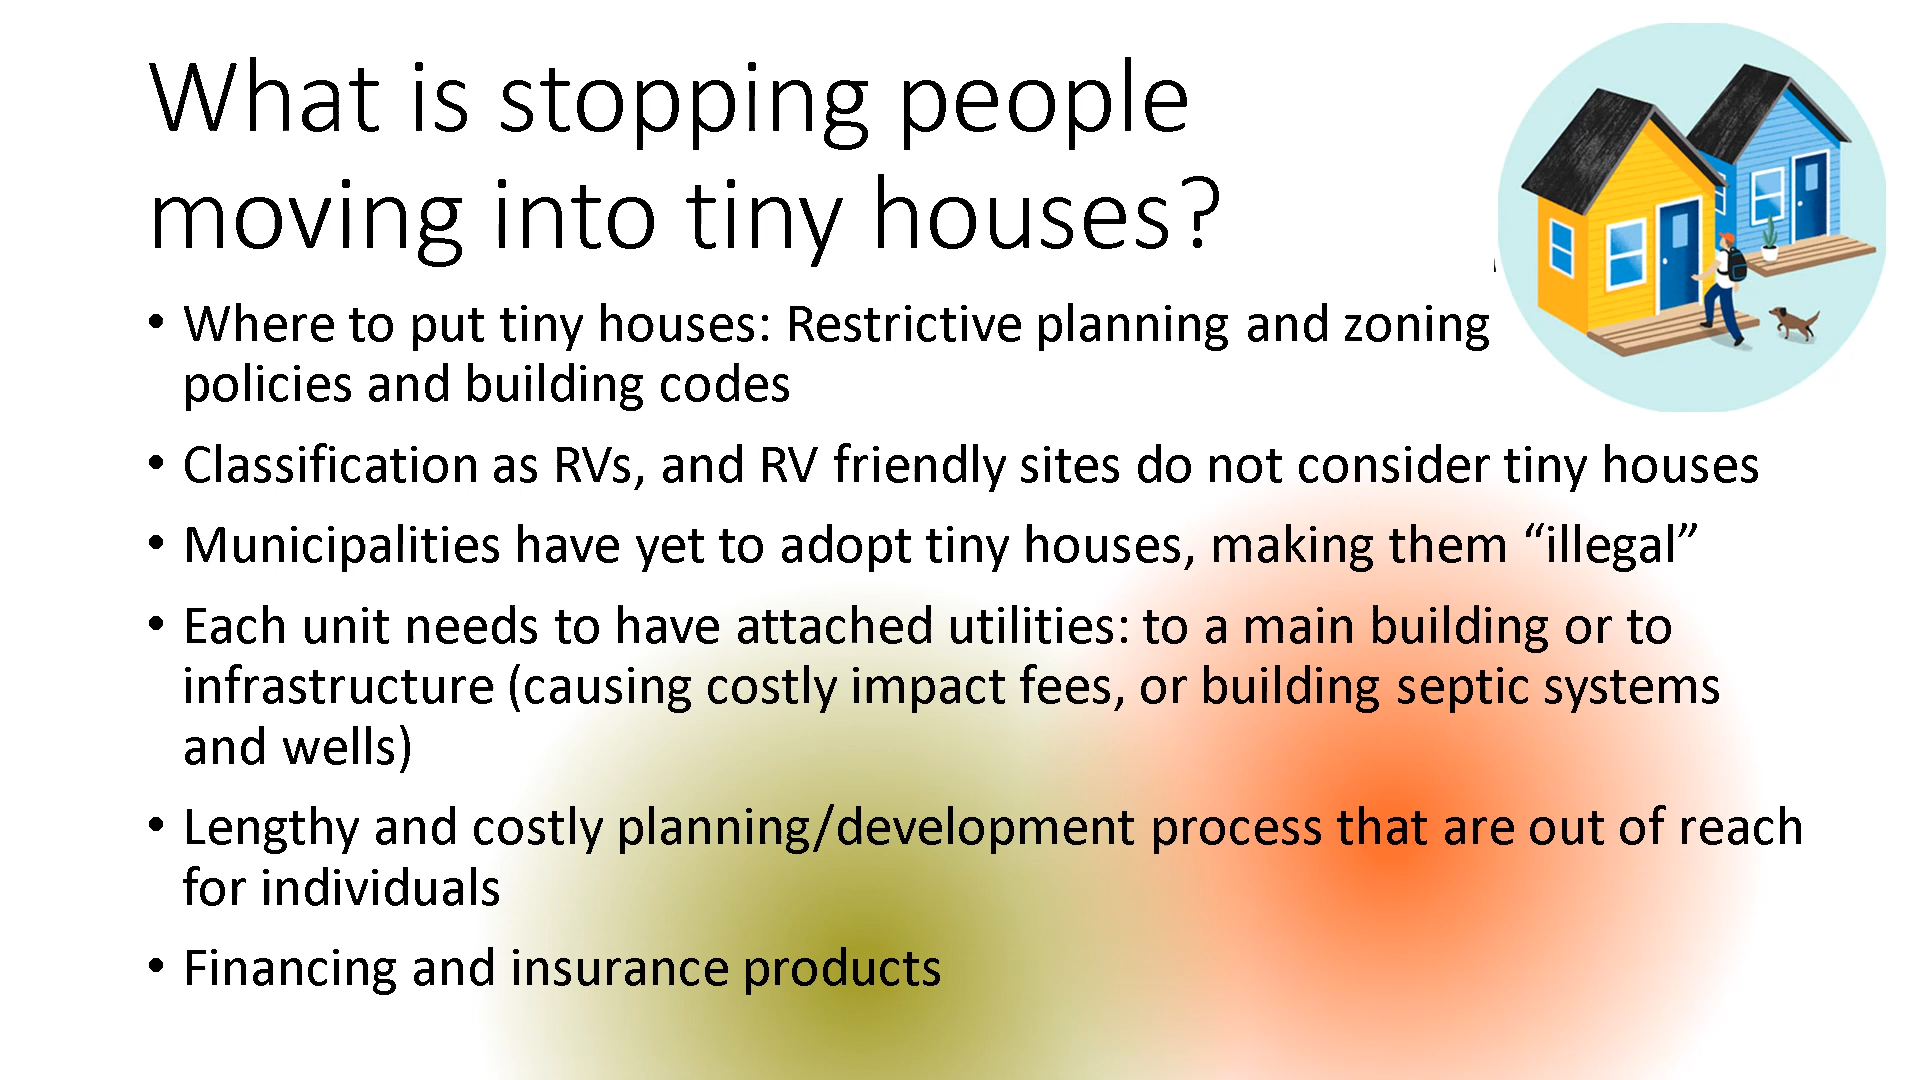 What is stopping people
moving into tiny houses?
• Where to put tiny houses: Restrictive planning and zoning
policies and building codes
• Classification as RVs, and RV friendly sites do not consider tiny houses
• Municipalities have yet to adopt tiny houses, making them “illegal”
• Each unit needs to have attached utilities: to a main building or to
infrastructure (causing costly impact fees, or building septic systems
and wells)
• Lengthy and costly planning/development process that are out of reach
for individuals
• Financing and insurance products